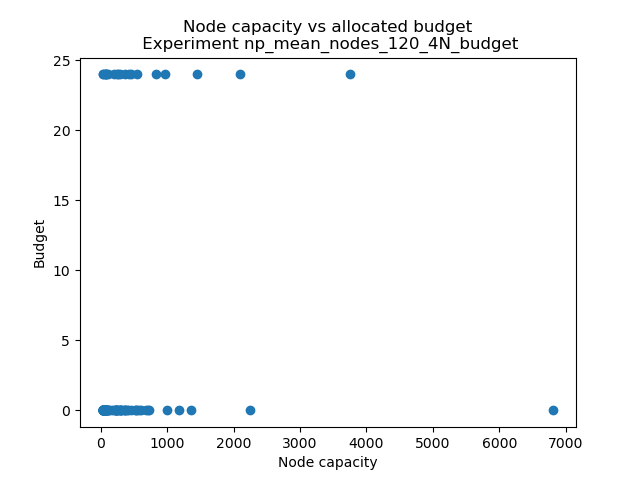 Node capacity vs allocated budget
Experiment np_mean_nodes_120_4N_budget
25
20
15
10
5
0
Budget
0 1000 2000 3000 4000 5000 6000 7000
Node capacity